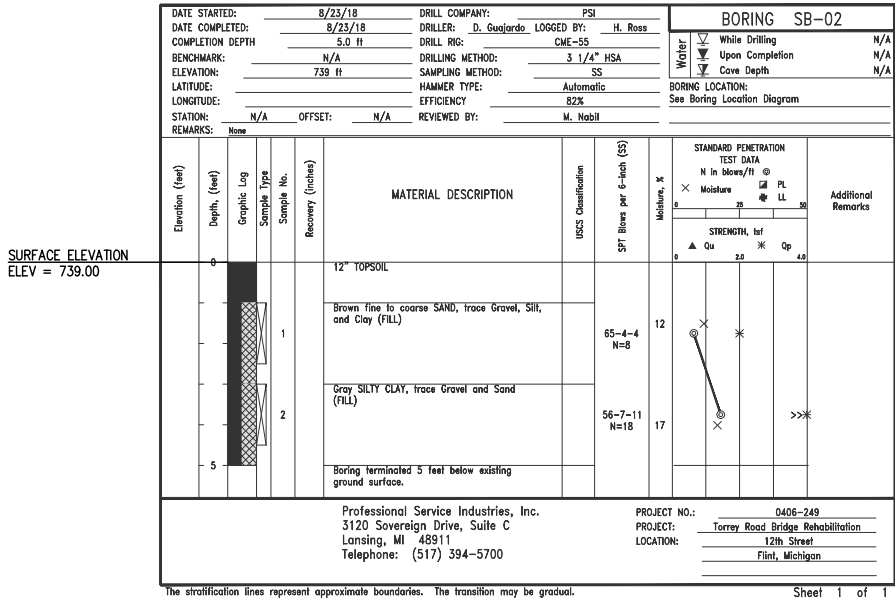 DATE STARTED: 8/23/18 DRILL COMPANY: PSI BORING SB-02
DATE COMPLETED: 8/23/18 DRILLER: D. Guajardo LOGGED BY: H. Ross
COMPLETION DEPTH 5.0 ft DRILL RIG: CME-55
BENCHMARK: N/A DRILLING METHOD: 3 1/4" HSA
ELEVATION: 739 ft SAMPLING METHOD: SS
LATITUDE: HAMMER TYPE: Automatic
LONGITUDE: EFFICIENCY 82%
STATION: N/A OFFSET: N/A REVIEWED BY: M. Nabil
REMARKS: None
Water
While Drilling N/A
Upon Completion N/A
Cave Depth N/A
BORING LOCATION:
See Boring Location Diagram
Elevation (feet)
Depth, (feet)
Graphic Log
Sample Type
Sample No.
Recovery (inches)
MATERIAL DESCRIPTION
USCS Classification
SPT Blows per 6-inch (SS)
Moisture, %
STANDARD PENETRATION
TEST DATA
N in blows/ft
Moisture PL
LL
0 25 50
STRENGTH, tsf
Qu Qp
0 2.0 4.0
Additional
Remarks
SURFACE ELEVATION
ELEV = 739.00
0
12" TOPSOIL
Brown fine to coarse SAND, trace Gravel, Silt,
and Clay (FILL)
1
65-4-4
N=8
12
Gray SILTY CLAY, trace Gravel and Sand
(FILL)
2
56-7-11
N=18
17
>>
5
Boring terminated 5 feet below existing
ground surface.
Professional Service Industries, Inc.
3120 Sovereign Drive, Suite C
Lansing, MI 48911
Telephone: (517) 394-5700
PROJECT NO.: 0406-249
PROJECT: Torrey Road Bridge Rehabilitation
LOCATION: 12th Street
Flint, Michigan
The stratification lines represent approximate boundaries. The transition may be gradual.
Sheet 1 of 1